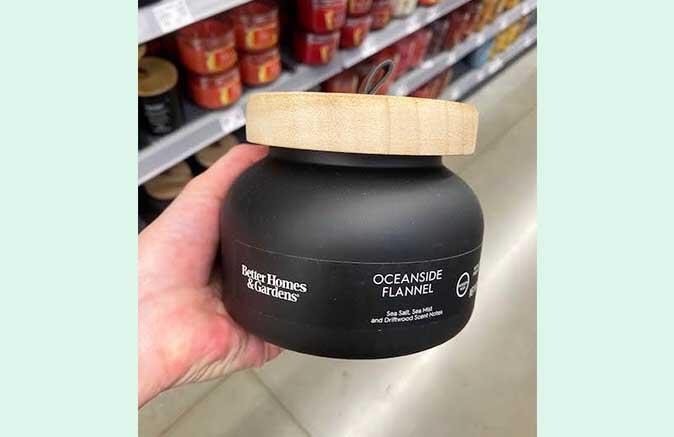 Better Homes
& Gardens
OCEANSIDE
FLANNEL
Sea Salt, Sea Mist
and Driftwood Scent Notes